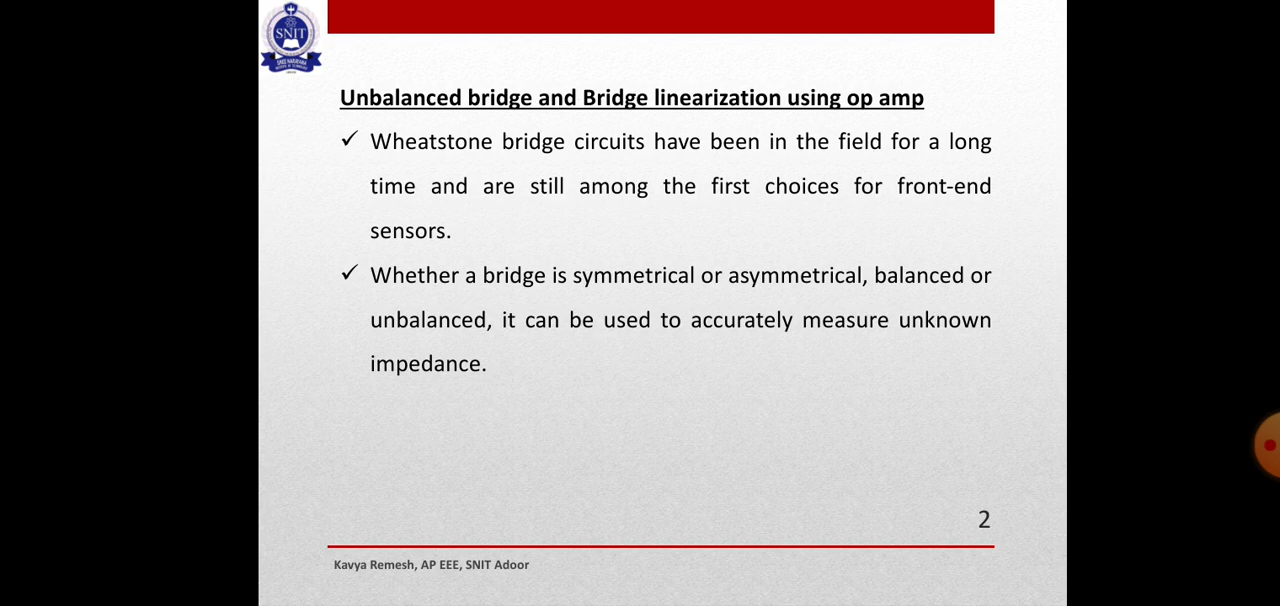 SNIT
Unbalanced bridge and Bridge linearization using op amp
✓ Wheatstone bridge circuits have been in the field for a long
time and are still among the first choices for front-end
sensors.
✓ Whether a bridge is symmetrical or asymmetrical, balanced or
unbalanced, it can be used to accurately measure unknown
impedance.
2
Kavya Remesh, AP EEE, SNIT Adoor